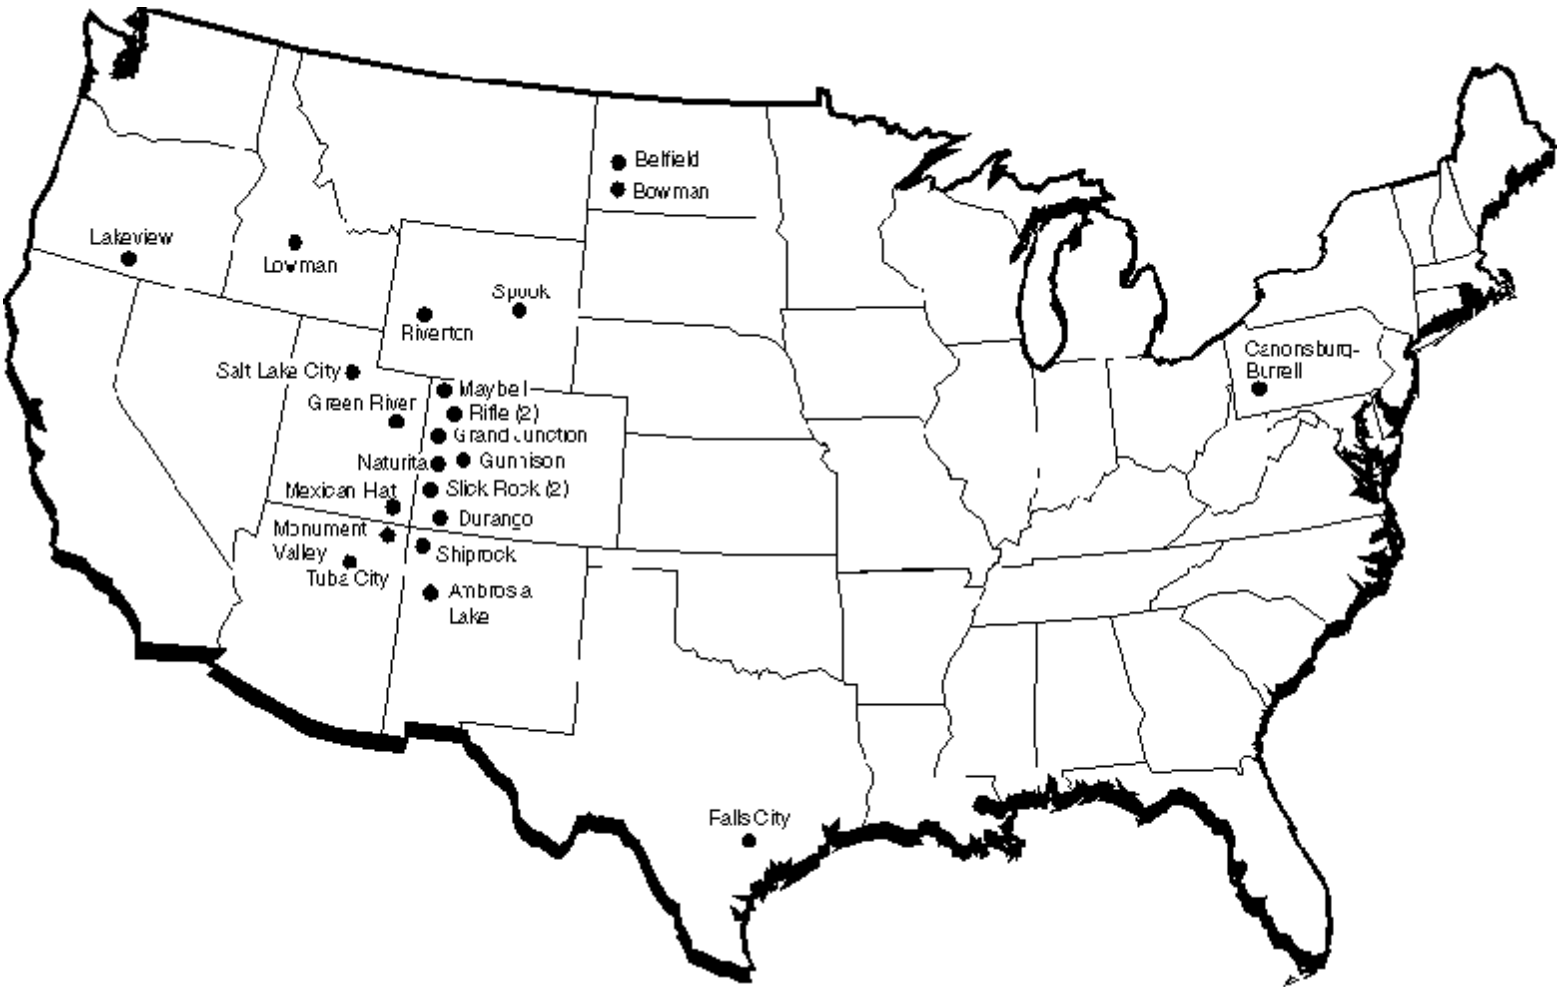 Belfield
Bowman
Lakeview
Lowman
Spook
Riverton
Canonsburg-
Burrell
Salt Lake City
Maybell
Green River
Rifle (2)
Grand Junction
Naturita
Gunnison
Mexican Hat
Slick Rock (2)
Durango
Monument
Valley
Shiprock
Tuba City
Ambrosia
Lake
Falls City